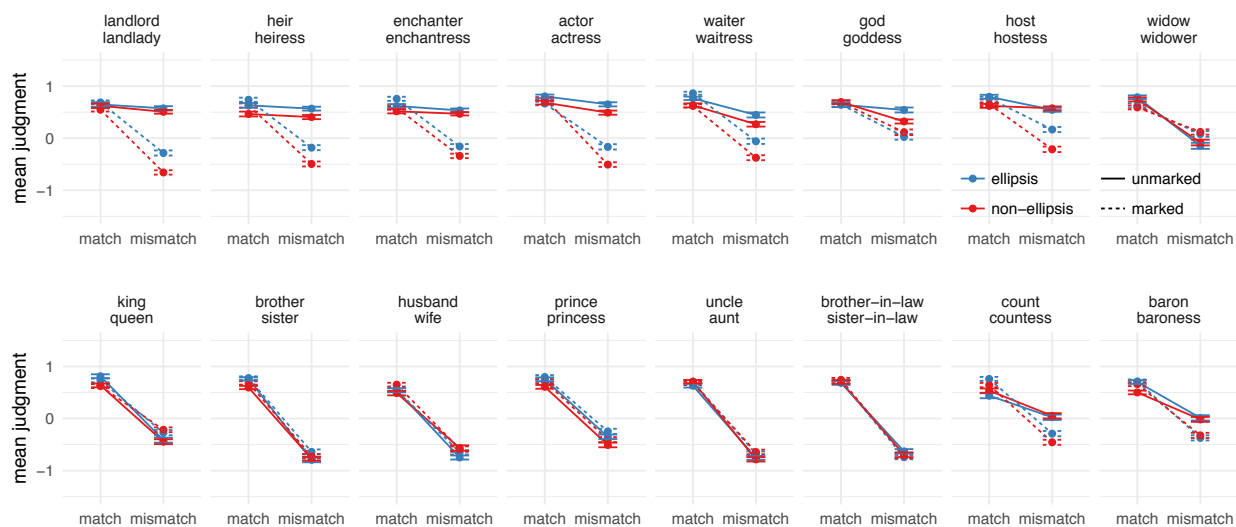 landlord heir enchanter actor waiter god host widow
landlady heiress enchantress actress waitress goddess hostess widower
mean judgment
1
0
−1
ellipsis unmarked
non−ellipsis marked
match mismatch match mismatch match mismatch match mismatch match mismatch match mismatch match mismatch match mismatch
king brother husband prince uncle brother−in−law count baron
queen sister wife princess aunt sister−in−law countess baroness
mean judgment
1
0
−1
match mismatch match mismatch match mismatch match mismatch match mismatch match mismatch match mismatch match mismatch